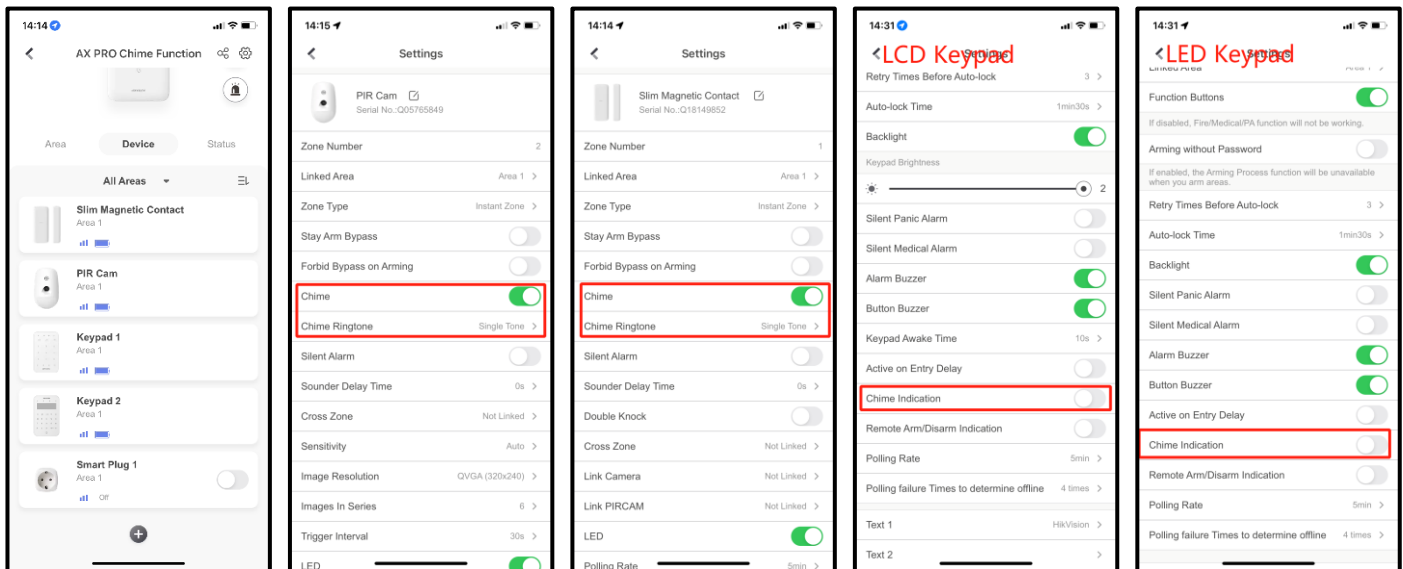 14:14
AX PRO Chime Function
Area Device Status
All Areas
Slim Magnetic Contact
Area 1
PIR Cam
Area 1
Keypad 1
Area 1
Keypad 2
Area 1
Smart Plug 1
Area 1
Off
14:15
Settings
PIR Cam
Serial No.:Q05765849
Zone Number 2
Linked Area Area 1
Zone Type Instant Zone
Stay Arm Bypass
Forbid Bypass on Arming
Chime
Chime Ringtone Single Tone
Silent Alarm
Sounder Delay Time 0s
Cross Zone Not Linked
Sensitivity Auto
Image Resolution QVGA (320x240)
Images In Series 6
Trigger Interval 30s
LED
14:14
Settings
Slim Magnetic Contact
Serial No.:Q18149852
Zone Number 1
Linked Area Area 1
Zone Type Instant Zone
Stay Arm Bypass
Forbid Bypass on Arming
Chime
Chime Ringtone Single Tone
Silent Alarm
Sounder Delay Time 0s
Double Knock
Cross Zone Not Linked
Link Camera Not Linked
Link PIRCAM Not Linked
LED
Polling Rate 5min
14:31
Settings
LCD Keypad
Retry Times Before Auto-lock 3
Auto-lock Time 1min30s
Backlight
Keypad Brightness
2
Silent Panic Alarm
Silent Medical Alarm
Alarm Buzzer
Button Buzzer
Keypad Awake Time 10s
Active on Entry Delay
Chime Indication
Remote Arm/Disarm Indication
Polling Rate 5min
Polling failure Times to determine offline 4 times
Text 1 HikVision
Text 2
14:31
Settings
LED Keypad
Linked Area Area 1
Function Buttons
If disabled, Fire/Medical/PA function will not be working.
Arming without Password
If enabled, the Arming Process function will be unavailable
when you arm areas.
Retry Times Before Auto-lock 3
Auto-lock Time 1min30s
Backlight
Silent Panic Alarm
Silent Medical Alarm
Alarm Buzzer
Button Buzzer
Active on Entry Delay
Chime Indication
Remote Arm/Disarm Indication
Polling Rate 5min
Polling failure Times to determine offline 4 times